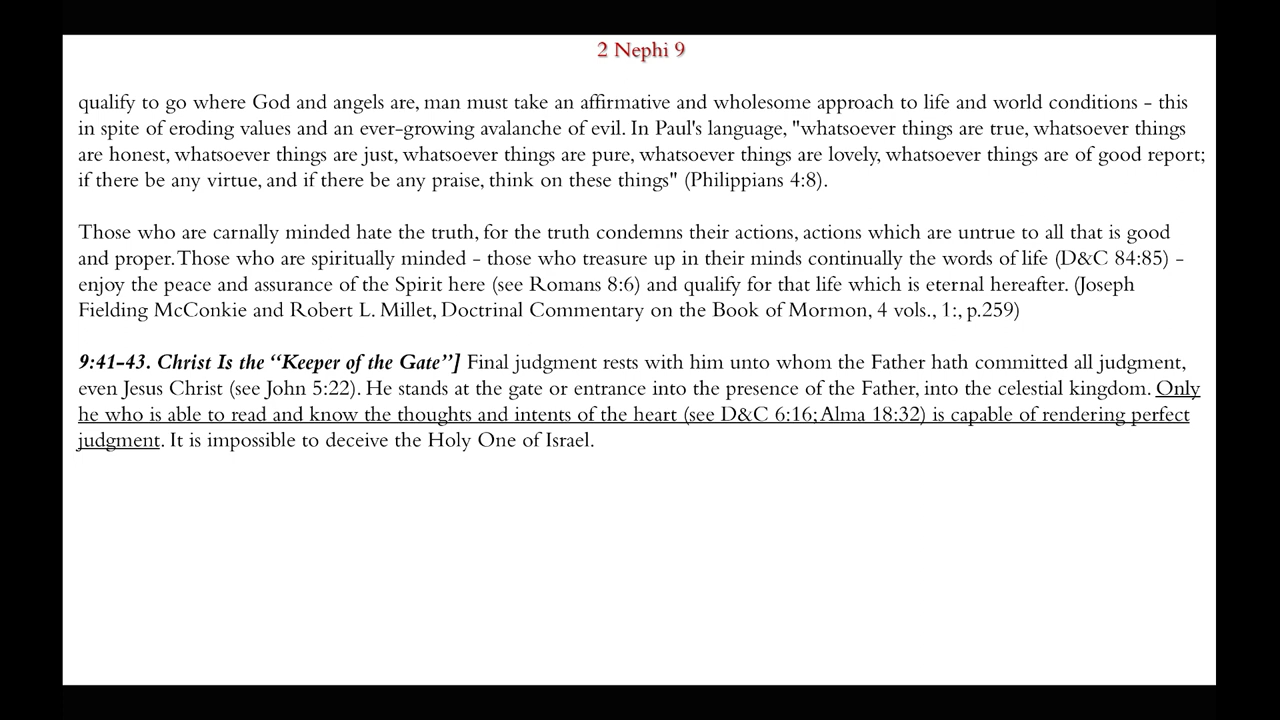 2 Nephi 9
qualify to go where God and angels are, man must take an affirmative and wholesome approach to life and world conditions - this
in spite of eroding values and an ever-growing avalanche of evil. In Paul's language, "whatsoever things are true, whatsoever things
are honest, whatsoever things are just, whatsoever things are pure, whatsoever things are lovely, whatsoever things are of good report;
if there be any virtue, and if there be any praise, think on these things" (Philippians 4:8).
Those who are carnally minded hate the truth, for the truth condemns their actions, actions which are untrue to all that is good
and proper. Those who are spiritually minded - those who treasure up in their minds continually the words of life (D&C 84:85) -
enjoy the peace and assurance of the Spirit here (see Romans 8:6) and qualify for that life which is eternal hereafter. (Joseph
Fielding McConkie and Robert L. Millet, Doctrinal Commentary on the Book of Mormon, 4 vols., 1:, p.259)
9:41-43. Christ Is the “Keeper of the Gate”] Final judgment rests with him unto whom the Father hath committed all judgment,
even Jesus Christ (see John 5:22). He stands at the gate or entrance into the presence of the Father, into the celestial kingdom. Only
he who is able to read and know the thoughts and intents of the heart (see D&C 6:16; Alma 18:32) is capable of rendering perfect
judgment. It is impossible to deceive the Holy One of Israel.